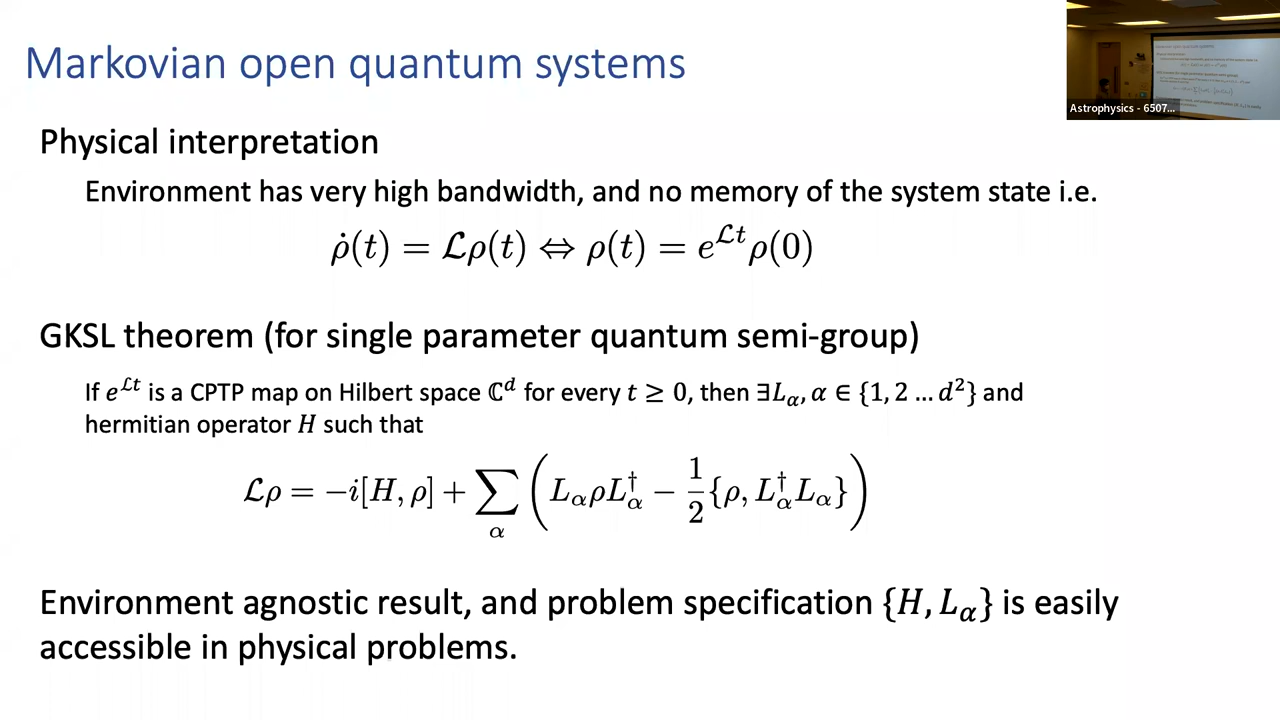 Markovian open quantum systems
Astrophysics - 6507...
Physical interpretation
Environment has very high bandwidth, and no memory of the system state i.e.
ρ̇(t) = ℒρ(t) ⇔ ρ(t) = e^{ℒt}ρ(0)
GKSL theorem (for single parameter quantum semi-group)
If e^{ℒt} is a CPTP map on Hilbert space ℂ^d for every t ≥ 0, then ∃L_α, α ∈ {1, 2 … d²} and
hermitian operator H such that
ℒρ = −i[H, ρ] + ∑_α (L_α ρ L_α^† − 1/2 {ρ, L_α^† L_α})
Environment agnostic result, and problem specification {H, L_α} is easily
accessible in physical problems.